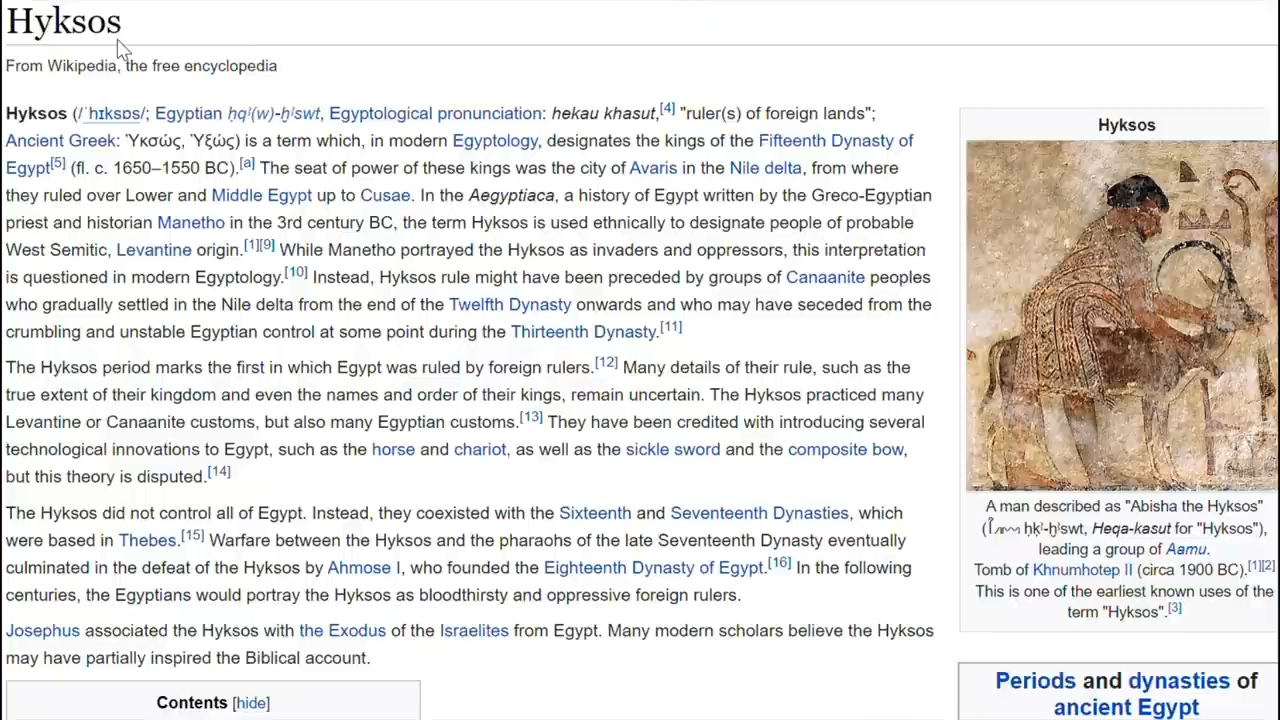 Hyksos
From Wikipedia, the free encyclopedia
Hyksos (/ˈhɪksɒs/; Egyptian ḥqꜣ(w)-ḫꜣswt, Egyptological pronunciation: hekau khasut,[4] "ruler(s) of foreign lands";
Ancient Greek: Ὑκσώς, Ὑξώς) is a term which, in modern Egyptology, designates the kings of the Fifteenth Dynasty of
Egypt[5] (fl. c. 1650–1550 BC).[a] The seat of power of these kings was the city of Avaris in the Nile delta, from where
they ruled over Lower and Middle Egypt up to Cusae. In the Aegyptiaca, a history of Egypt written by the Greco-Egyptian
priest and historian Manetho in the 3rd century BC, the term Hyksos is used ethnically to designate people of probable
West Semitic, Levantine origin.[1][9] While Manetho portrayed the Hyksos as invaders and oppressors, this interpretation
is questioned in modern Egyptology.[10] Instead, Hyksos rule might have been preceded by groups of Canaanite peoples
who gradually settled in the Nile delta from the end of the Twelfth Dynasty onwards and who may have seceded from the
crumbling and unstable Egyptian control at some point during the Thirteenth Dynasty.[11]
The Hyksos period marks the first in which Egypt was ruled by foreign rulers.[12] Many details of their rule, such as the
true extent of their kingdom and even the names and order of their kings, remain uncertain. The Hyksos practiced many
Levantine or Canaanite customs, but also many Egyptian customs.[13] They have been credited with introducing several
technological innovations to Egypt, such as the horse and chariot, as well as the sickle sword and the composite bow,
but this theory is disputed.[14]
The Hyksos did not control all of Egypt. Instead, they coexisted with the Sixteenth and Seventeenth Dynasties, which
were based in Thebes.[15] Warfare between the Hyksos and the pharaohs of the late Seventeenth Dynasty eventually
culminated in the defeat of the Hyksos by Ahmose I, who founded the Eighteenth Dynasty of Egypt.[16] In the following
centuries, the Egyptians would portray the Hyksos as bloodthirsty and oppressive foreign rulers.
Josephus associated the Hyksos with the Exodus of the Israelites from Egypt. Many modern scholars believe the Hyksos
may have partially inspired the Biblical account.
Contents [hide]
Hyksos
A man described as "Abisha the Hyksos"
ḥḳꜣ-ḫꜣswt, Heqa-kasut for "Hyksos"),
leading a group of Aamu.
Tomb of Khnumhotep II (circa 1900 BC).[1][2]
This is one of the earliest known uses of the
term "Hyksos".[3]
Periods and dynasties of
ancient Egypt